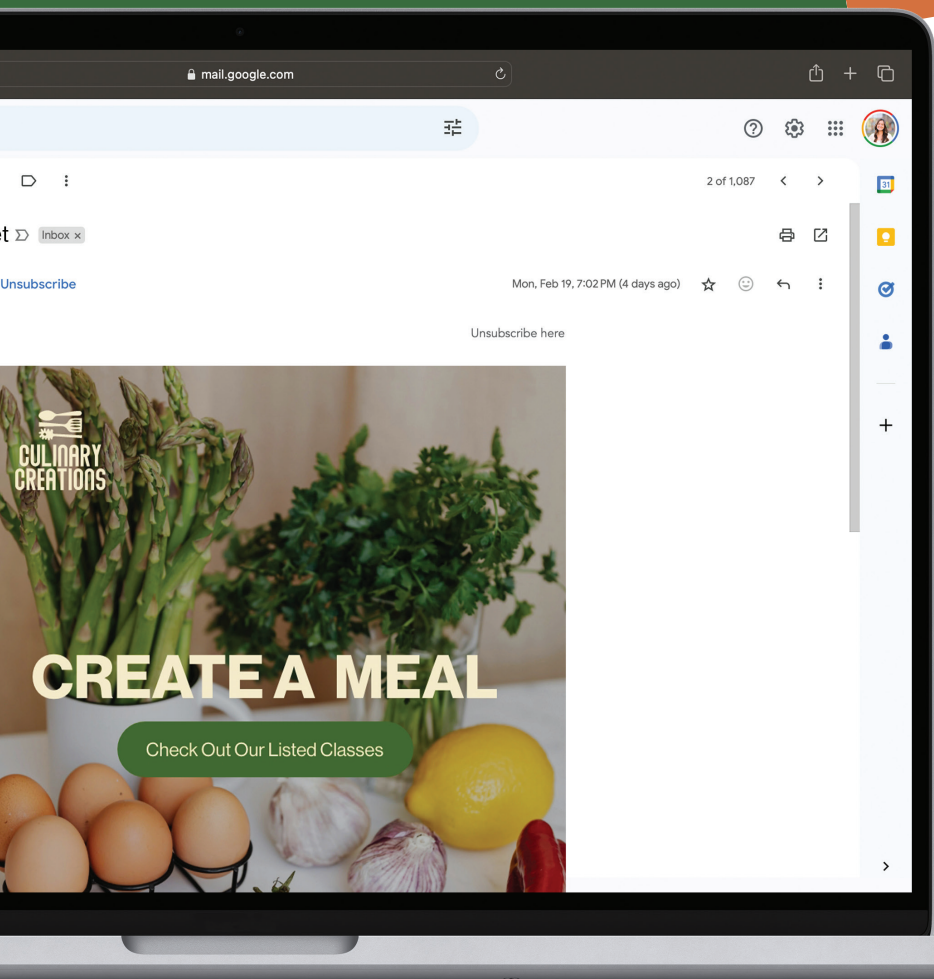 mail.google.com
2 of 1,087
et Inbox x
Unsubscribe
Mon, Feb 19, 7:02 PM (4 days ago)
Unsubscribe here
31
CULINARY
CREATIONS
CREATE A MEAL
Check Out Our Listed Classes